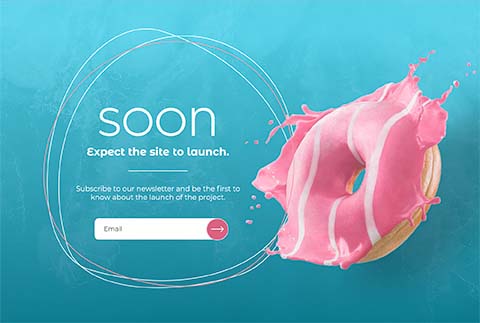 soon
Expect the site to launch.
Subscribe to our newsletter and be the first to
know about the launch of the project.
Email